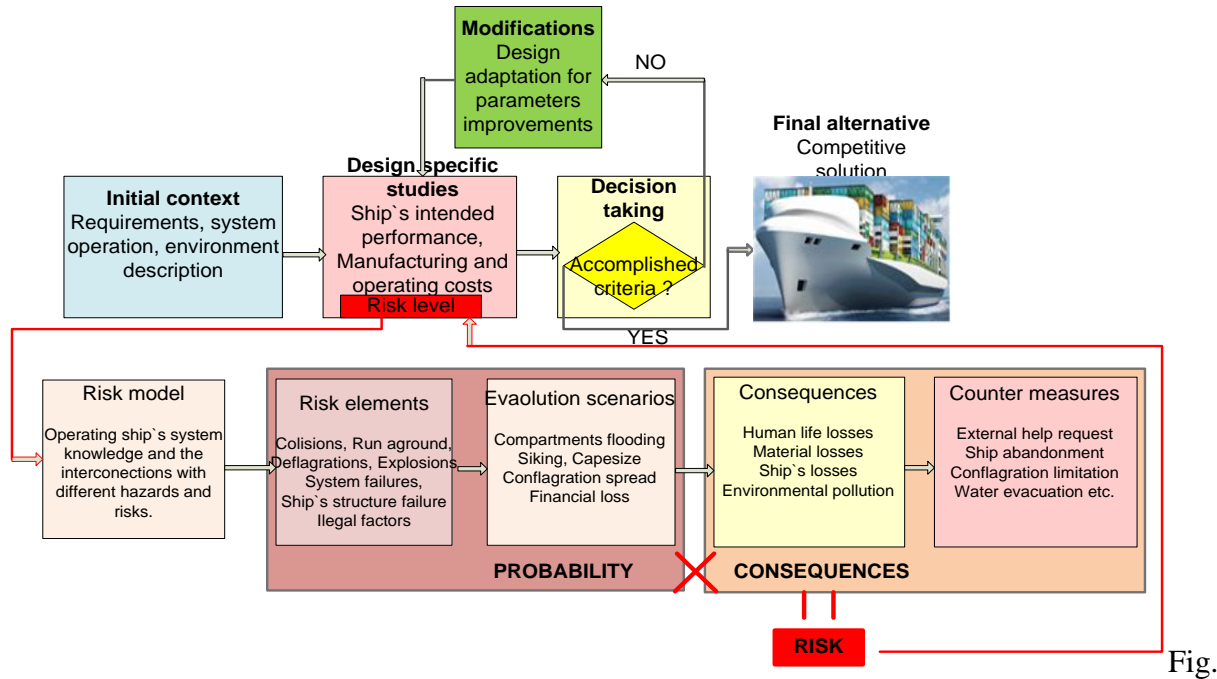 Modifications
Design
adaptation for
parameters
improvements
NO
Final alternative
Competitive
solution
Initial context
Requirements, system
operation, environment
description
Design specific
studies
Ship`s intended
performance,
Manufacturing and
operating costs
Risk level
Decision
taking
Accomplished
criteria ?
YES
Risk model
Operating ship`s system
knowledge and the
interconections with
different hazards and
risks.
Risk elements
Colisions, Run aground,
Deflagrations, Explosions
System failures,
Ship`s structure failure
Ilegal factors
Evaolution scenarios
Compartments flooding
Siking, Capesize
Conflagration spread
Financial loss
PROBABILITY
Consequences
Human life losses
Material losses
Ship`s losses
Environmental pollution
Counter measures
External help request
Ship abandonment
Conflagration limitation
Water evacuation etc.
CONSEQUENCES
RISK
Fig.